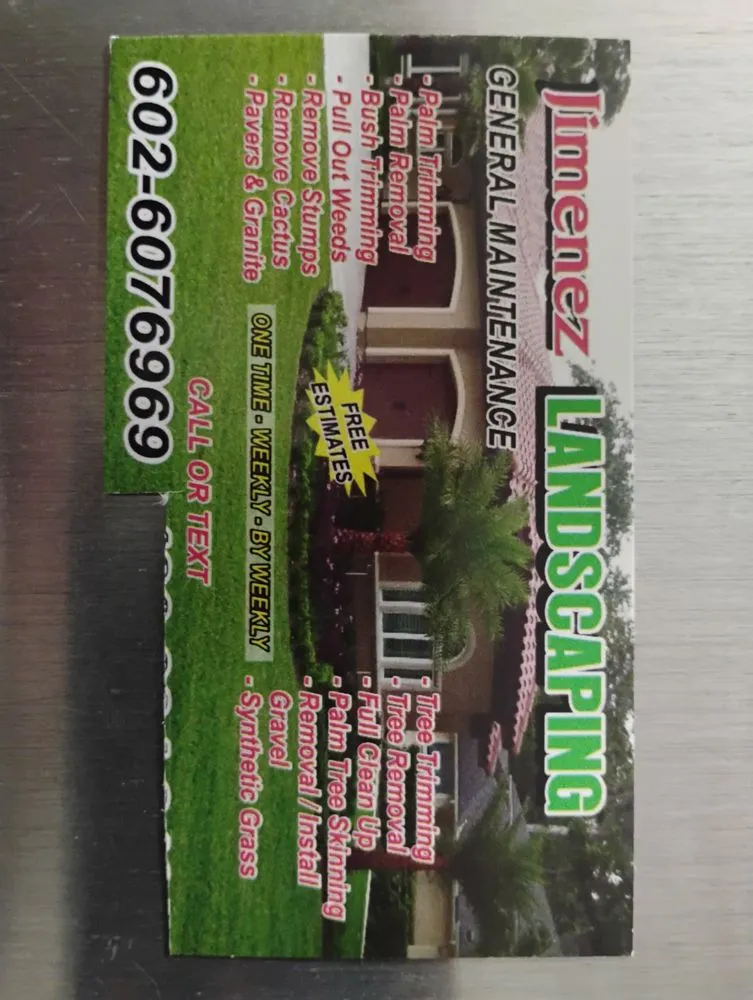 Jimenez LANDSCAPING
GENERAL MAINTENANCE
- Palm Trimming
- Palm Removal
- Bush Trimming
- Pull Out Weeds
- Remove Stumps
- Remove Cactus
- Pavers & Granite
FREE
ESTIMATES
- Tree Trimming
- Tree Removal
- Full Clean Up
- Palm Tree Skinning
- Removal / Install
Gravel
- Synthetic Grass
ONE TIME - WEEKLY - BY WEEKLY
CALL OR TEXT
602-6076969